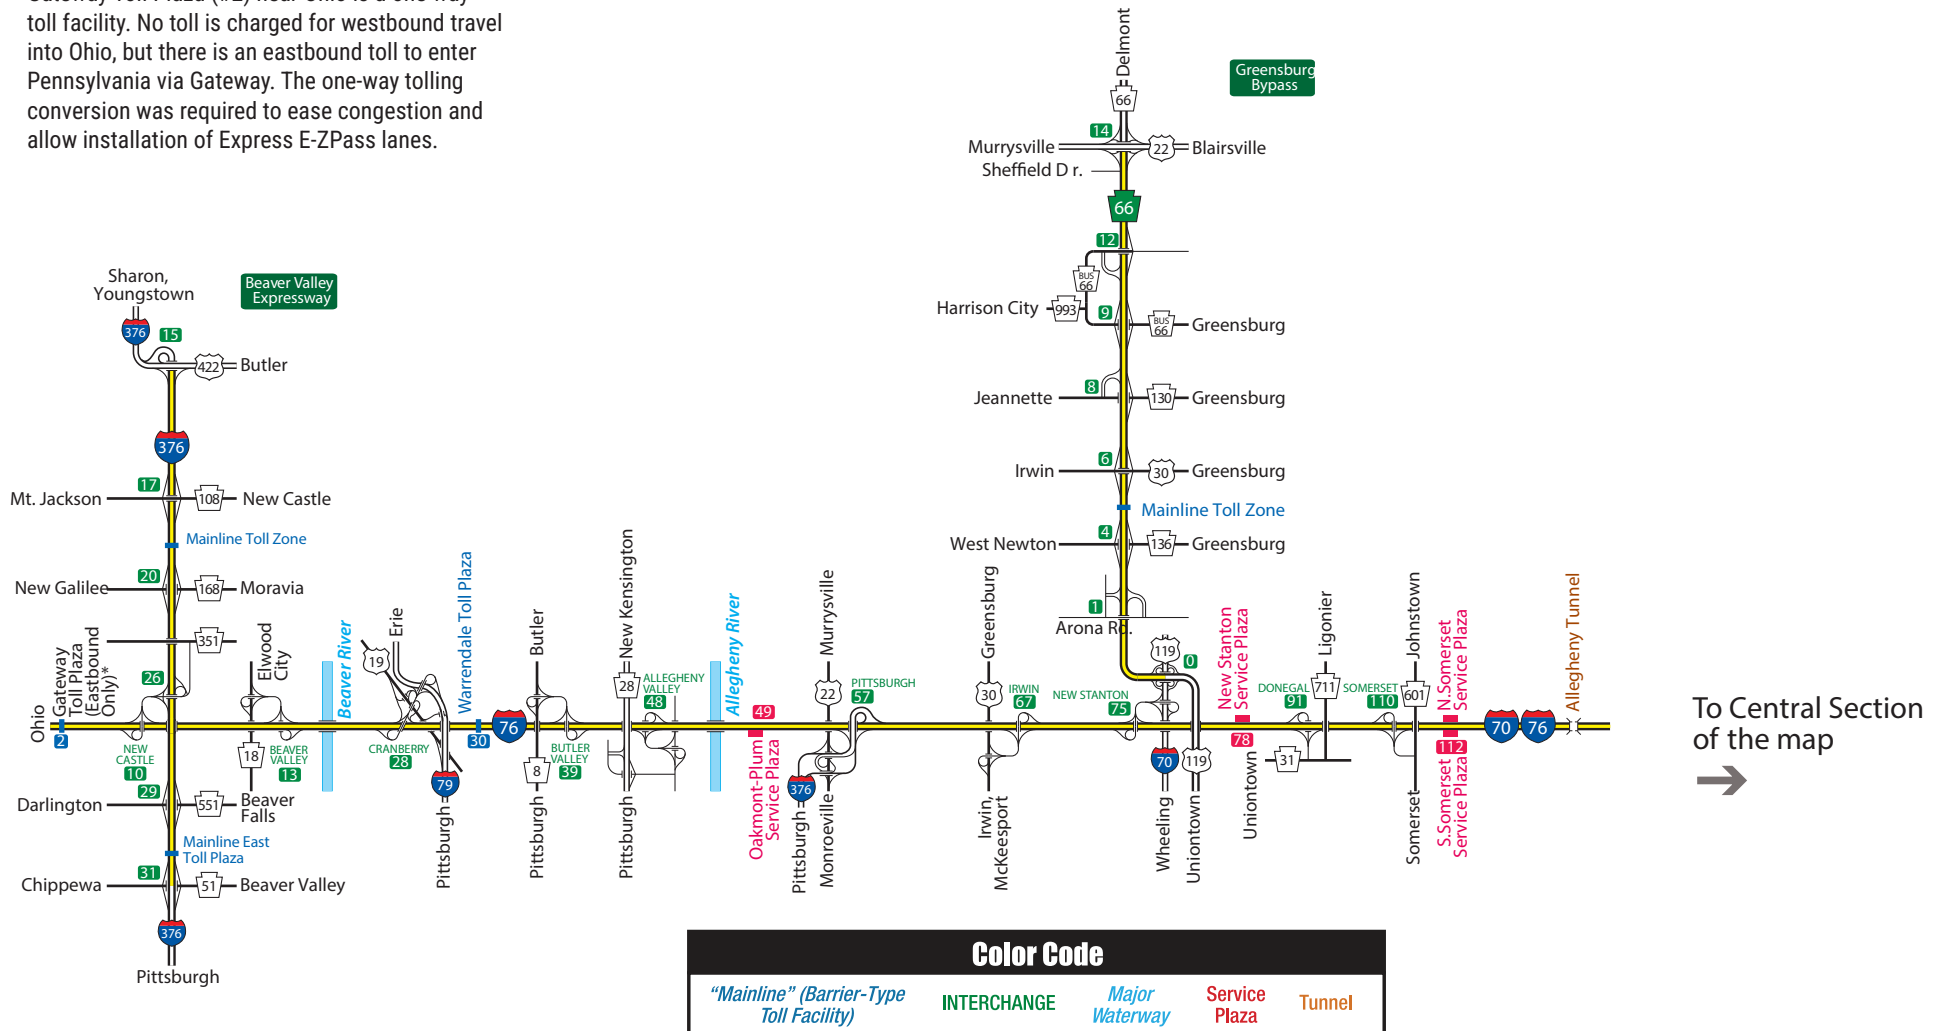 Gateway Toll Plaza (#2) near Ohio is a one-way
toll facility. No toll is charged for westbound travel
into Ohio, but there is an eastbound toll to enter
Pennsylvania via Gateway. The one-way tolling
conversion was required to ease congestion and
allow installation of Express E-ZPass lanes.
Greensburg
Bypass
Delmont
66
14
Murrysville
22
Blairsville
Sheffield D r.
66
12
BUS
66
Harrison City
993
9
BUS
66
Greensburg
8
Jeannette
130
Greensburg
Irwin
6
30
Greensburg
Mainline Toll Zone
4
West Newton
136
Greensburg
1
Arona Rd.
119
0
Sharon,
Youngstown
Beaver Valley
Expressway
376
15
422
Butler
376
17
Mt. Jackson
108
New Castle
Mainline Toll Zone
20
New Galilee
168
Moravia
351
26
Ohio
Gateway
Toll Plaza
(Eastbound
Only)*
2
NEW
CASTLE
10
29
Darlington
551
Beaver
Falls
Mainline East
Toll Plaza
31
Chippewa
51
Beaver Valley
376
Pittsburgh
Elwood
City
18
BEAVER
VALLEY
13
Beaver River
19
Erie
CRANBERRY
28
79
Pittsburgh
Warrendale Toll Plaza
30
76
Butler
8
Pittsburgh
BUTLER
VALLEY
39
New Kensington
28
Pittsburgh
ALLEGHENY
VALLEY
48
Allegheny River
49
Oakmont-Plum
Service Plaza
Murrysville
22
PITTSBURGH
57
376
Pittsburgh
Monroeville
Greensburg
30
IRWIN
67
Irwin,
McKeesport
NEW STANTON
75
70
Wheeling
119
Uniontown
New Stanton
Service Plaza
78
Uniontown
DONEGAL
91
31
Ligonier
711
SOMERSET
110
Johnstown
601
Somerset
N.Somerset
Service Plaza
112
S.Somerset
Service Plaza
70
76
Allegheny Tunnel
To Central Section
of the map
Color Code
“Mainline” (Barrier-Type
Toll Facility)
INTERCHANGE
Major
Waterway
Service
Plaza
Tunnel